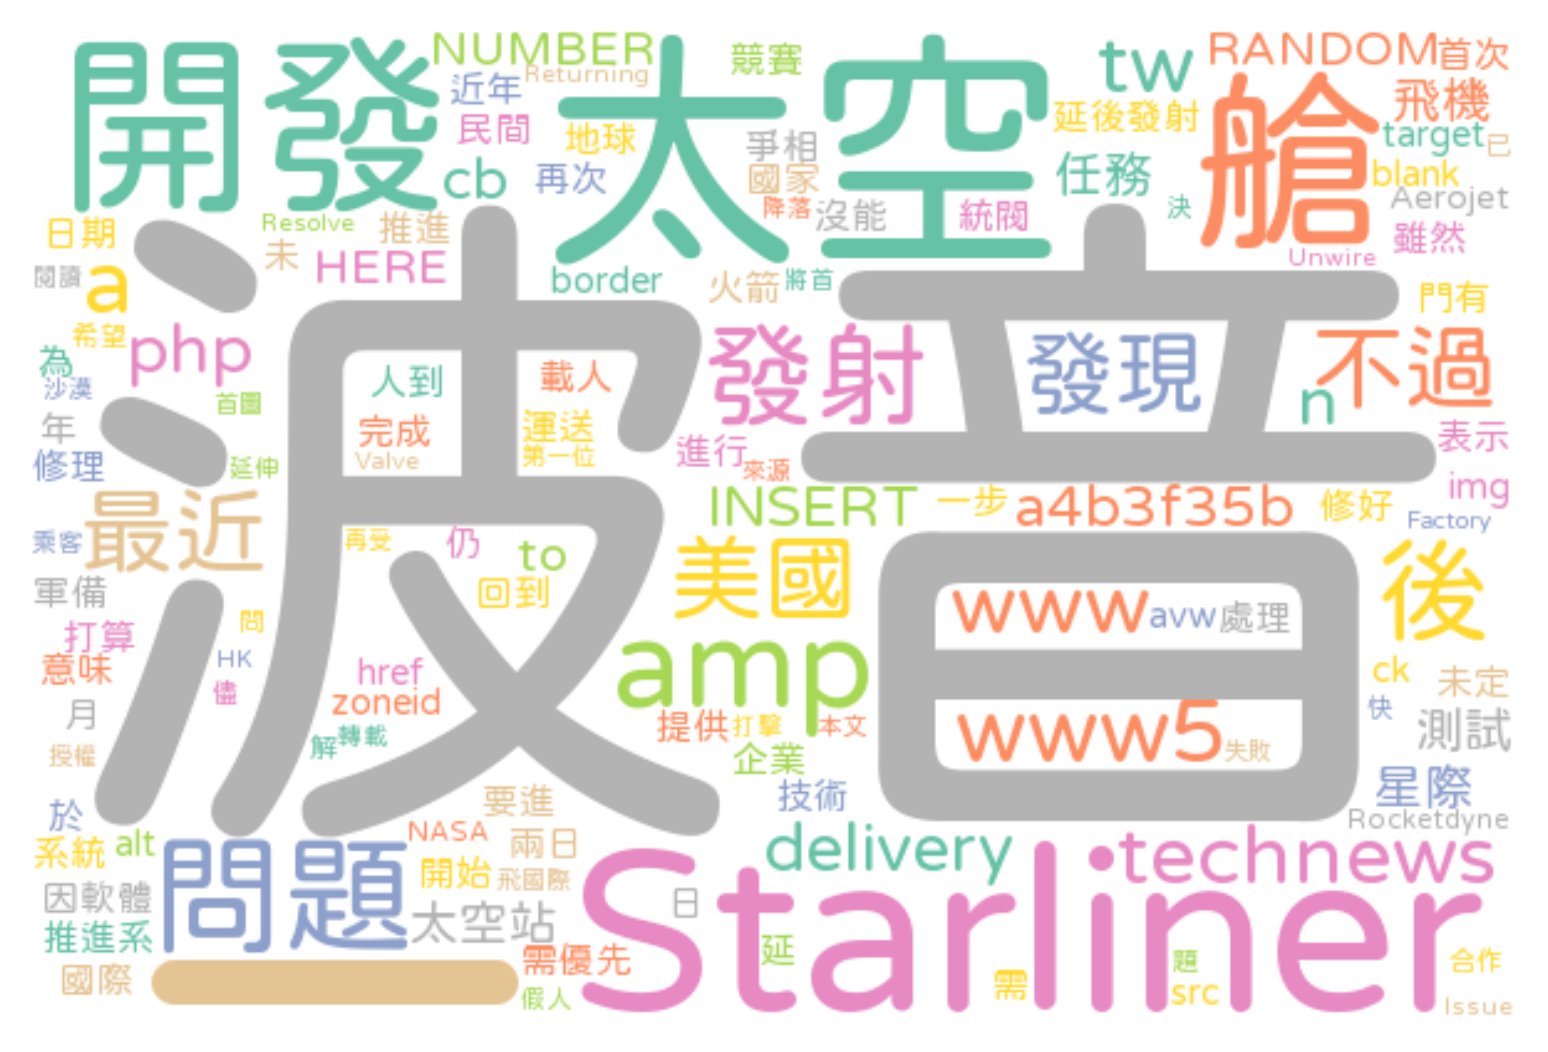 開發
NUMBER
Returning
近年
民間
cb
太空
競賽
地球
再次
爭相
國家
降落
沒能
統閥
tw
延後發射
任務
決
艙
RANDOM
首次
飛機
target
已
blank
Aerojet
雖然
Unwire
日期
Resolve
推進
未
HERE
閱讀
a
border
火箭
將首
波音
門有
希望
php
為
沙漠
首圖
年
修理
延伸
人到
載人
完成
運送
Valve
第一位
發射
發現
不過
n
進行
來源
表示
最近
INSERT
一步
a4b3f35b
修好
img
Factory
乘客
再受
仍
to
回到
美國
後
軍備
打算
問
意味
HK
儘
月
授權
www
avw
處理
amp
href
zoneid
解
轉載
提供
打擊
本文
www5
失敗
ck
未定
快
測試
企業
技術
星際
Rocketdyne
於
要進
系統
alt
問題
NASA
兩日
開始
飛國際
delivery
technews
因軟體
太空站
推進系
Starliner
日
延
需優先
國際
假人
需
題
src
合作
Issue